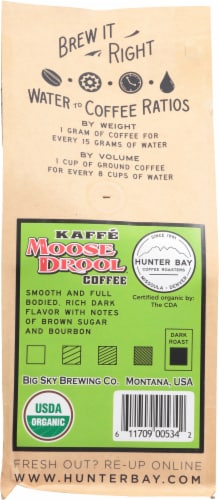 BREW IT
RIGHT
WATER TO COFFEE RATIOS
BY WEIGHT
1 GRAM OF COFFEE FOR
EVERY 15 GRAMS OF WATER
BY VOLUME
1 CUP OF GROUND COFFEE
FOR EVERY 8 CUPS OF WATER
KAFFÉ
MOOSE
DROOL
COFFEE
SMOOTH AND FULL
BODIED, RICH DARK
FLAVOR WITH NOTES
OF BROWN SUGAR
AND BOURBON
SINCE 1991
HUNTER BAY
COFFEE ROASTERS
MISSOULA - DENVER
Certified organic by:
The CDA
DARK
ROAST
BIG SKY BREWING CO. MONTANA, USA
USDA
ORGANIC
6 11709 00534 2
FRESH OUT? RE-UP ONLINE
WWW.HUNTERBAY.COM